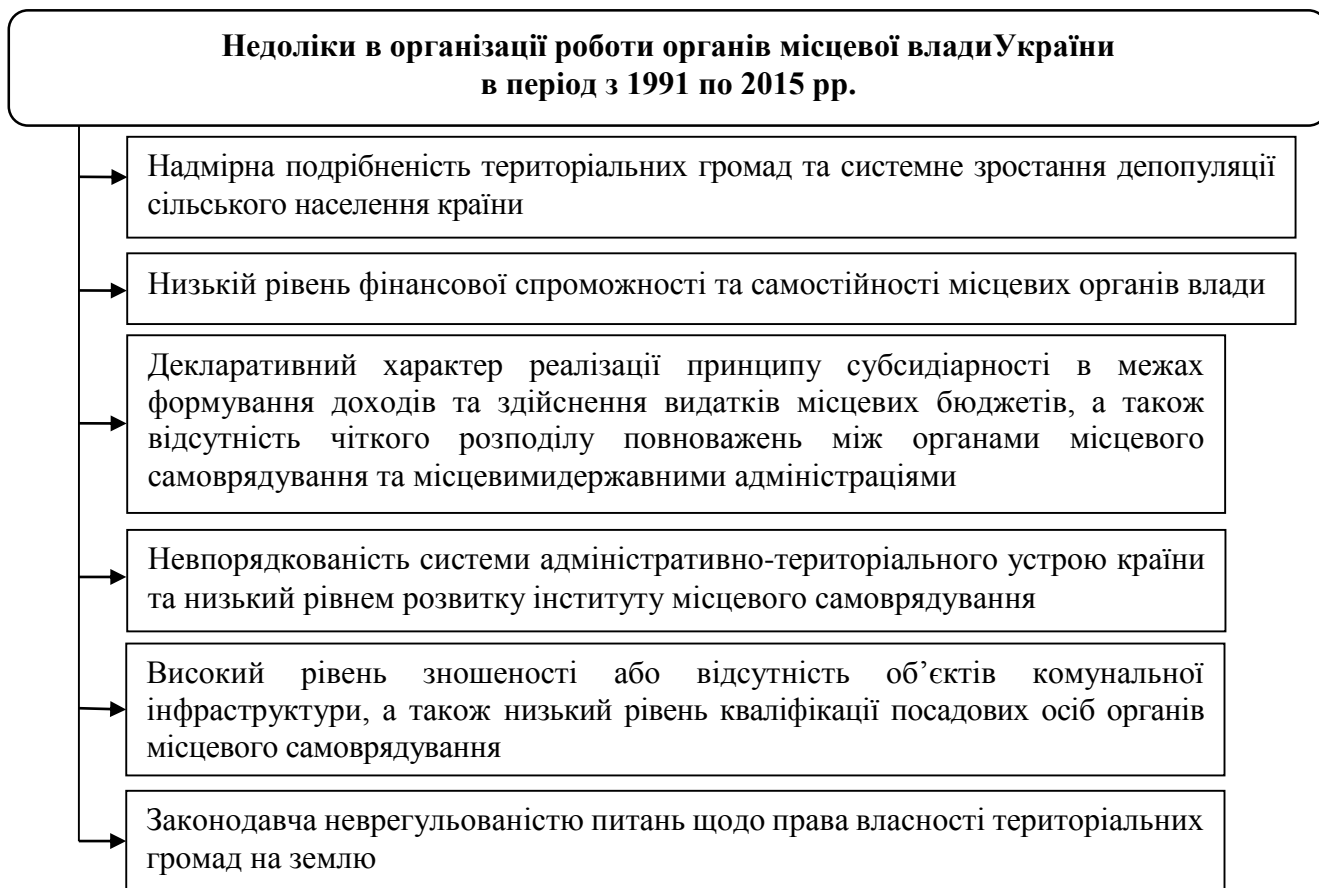 Недоліки в організації роботи органів місцевої владиУкраїни
в період з 1991 по 2015 рр.
Надмірна подрібненість територіальних громад та системне зростання депопуляції
сільського населення країни
Низькій рівень фінансової спроможності та самостійності місцевих органів влади
Декларативний характер реалізації принципу субсидіарності в межах
формування доходів та здійснення видатків місцевих бюджетів, а також
відсутність чіткого розподілу повноважень між органами місцевого
самоврядування та місцевимидержавними адміністраціями
Невпорядкованість системи адміністративно-територіального устрою країни
та низький рівнем розвитку інституту місцевого самоврядування
Високий рівень зношеності або відсутність об’єктів комунальної
інфраструктури, а також низький рівень кваліфікації посадових осіб органів
місцевого самоврядування
Законодавча неврегульованістю питань щодо права власності територіальних
громад на землю